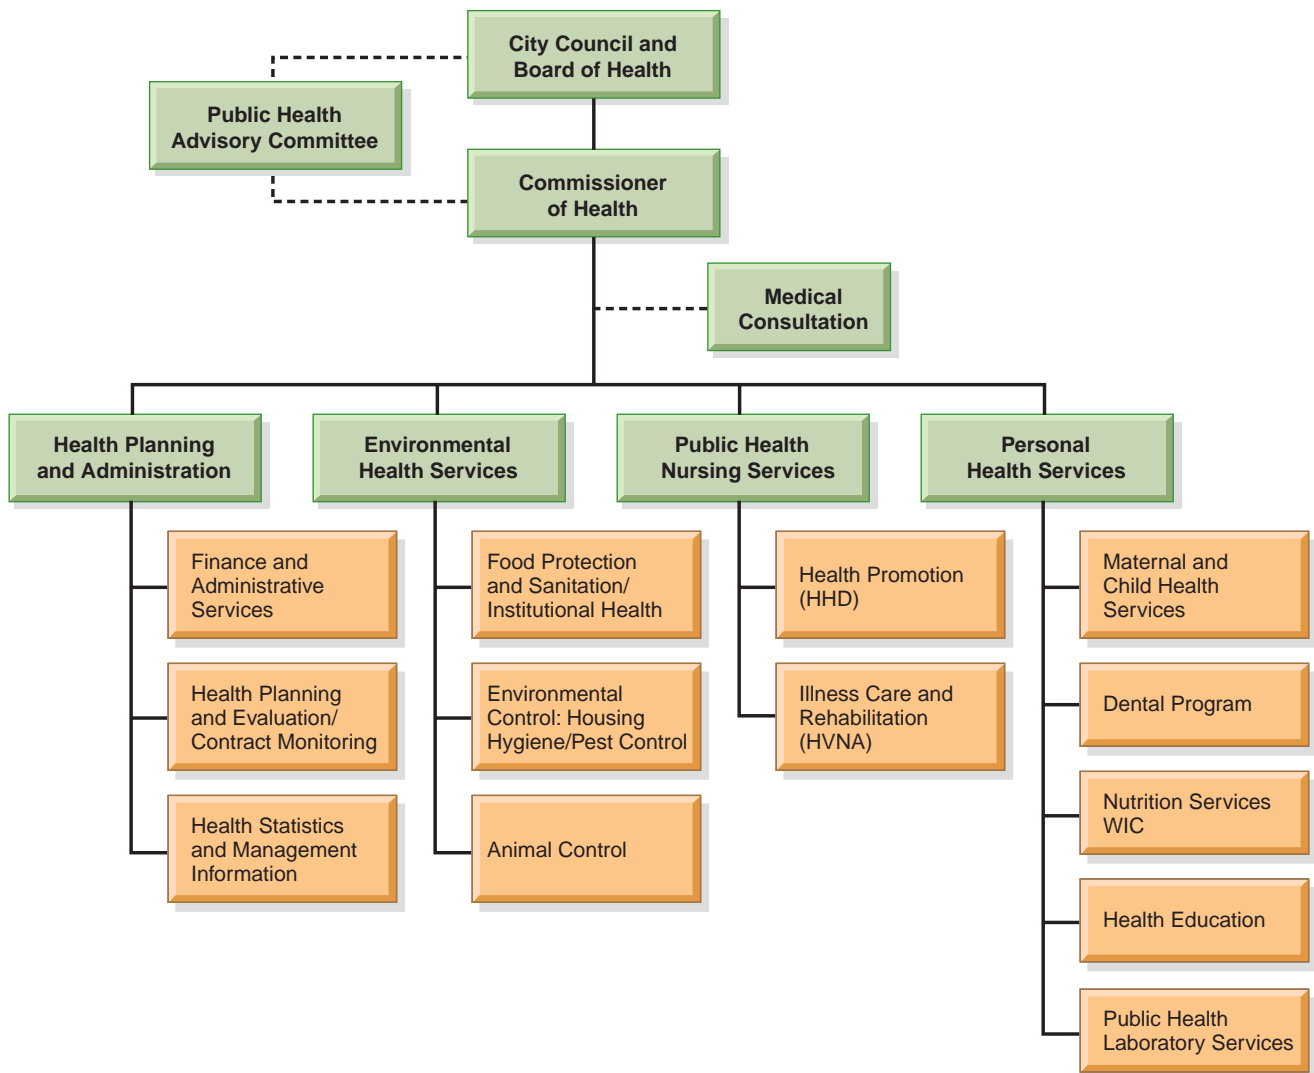 City Council and
Board of Health
Public Health
Advisory Committee
Commissioner
of Health
Medical
Consultation
Health Planning
and Administration
Environmental
Health Services
Public Health
Nursing Services
Personal
Health Services
Finance and
Administrative
Services
Health Planning
and Evaluation/
Contract Monitoring
Health Statistics
and Management
Information
Food Protection
and Sanitation/
Institutional Health
Environmental
Control: Housing
Hygiene/Pest Control
Animal Control
Health Promotion
(HHD)
Illness Care and
Rehabilitation
(HVNA)
Maternal and
Child Health
Services
Dental Program
Nutrition Services
WIC
Health Education
Public Health
Laboratory Services